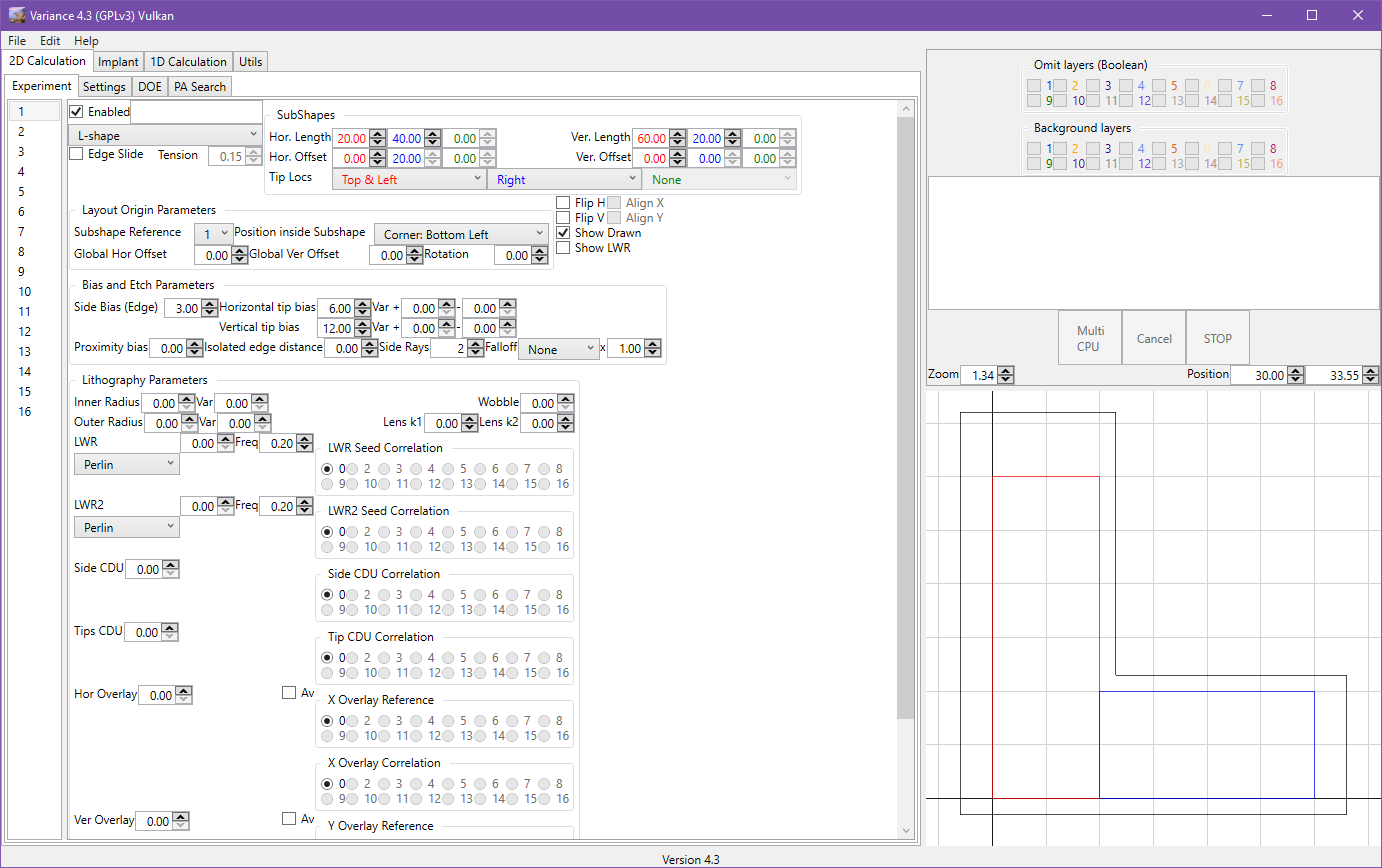 Variance 4.3 (GPLv3) Vulkan
File Edit Help
2D Calculation Implant 1D Calculation Utils
Experiment Settings DOE PA Search
1
2
3
4
5
6
7
8
9
10
11
12
13
14
15
16
Enabled
L-shape
Edge Slide Tension 0.15
SubShapes
Hor. Length 20.00 40.00 0.00 Ver. Length 60.00 20.00 0.00
Hor. Offset 0.00 20.00 0.00 Ver. Offset 0.00 0.00 0.00
Tip Locs Top & Left Right None
Layout Origin Parameters
Subshape Reference 1 Position inside Subshape Corner: Bottom Left
Global Hor Offset 0.00 Global Ver Offset 0.00 Rotation 0.00
Flip H Align X
Flip V Align Y
Show Drawn
Show LWR
Bias and Etch Parameters
Side Bias (Edge) 3.00 Horizontal tip bias 6.00 Var + 0.00 - 0.00
Vertical tip bias 12.00 Var + 0.00 - 0.00
Proximity bias 0.00 Isolated edge distance 0.00 Side Rays 2 Falloff None x 1.00
Lithography Parameters
Inner Radius 0.00 Var 0.00 Wobble 0.00
Outer Radius 0.00 Var 0.00 Lens k1 0.00 Lens k2 0.00
LWR 0.00 Freq 0.20
Perlin
LWR Seed Correlation
0 2 3 4 5 6 7 8
9 10 11 12 13 14 15 16
LWR2 0.00 Freq 0.20
Perlin
LWR2 Seed Correlation
0 2 3 4 5 6 7 8
9 10 11 12 13 14 15 16
Side CDU 0.00
Side CDU Correlation
0 2 3 4 5 6 7 8
9 10 11 12 13 14 15 16
Tips CDU 0.00
Tip CDU Correlation
0 2 3 4 5 6 7 8
9 10 11 12 13 14 15 16
Hor Overlay 0.00 Av
X Overlay Reference
0 2 3 4 5 6 7 8
9 10 11 12 13 14 15 16
X Overlay Correlation
0 2 3 4 5 6 7 8
9 10 11 12 13 14 15 16
Ver Overlay 0.00 Av
Y Overlay Reference
Omit layers (Boolean)
1 2 3 4 5 6 7 8
9 10 11 12 13 14 15 16
Background layers
1 2 3 4 5 6 7 8
9 10 11 12 13 14 15 16
Multi
CPU
Cancel
STOP
Zoom 1.34 Position 30.00 33.55
Version 4.3